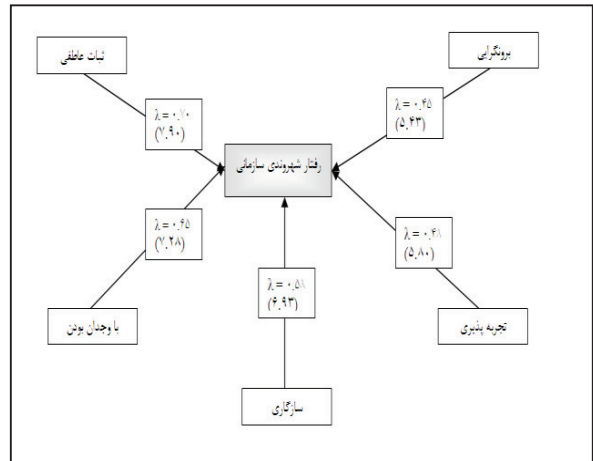 برونگرایی
ثبات عاطفی
λ = ۰.۴۵
(۵.۴۳)
λ = ۰.۷۰
(۷.۹۰)
رفتار شهروندی سازمانی
λ = ۰.۴۸
(۵.۸۰)
λ = ۰.۶۵
(۷.۲۸)
λ = ۰.۵۸
(۶.۹۳)
تجربه پذیری
با وجدان بودن
سازگاری